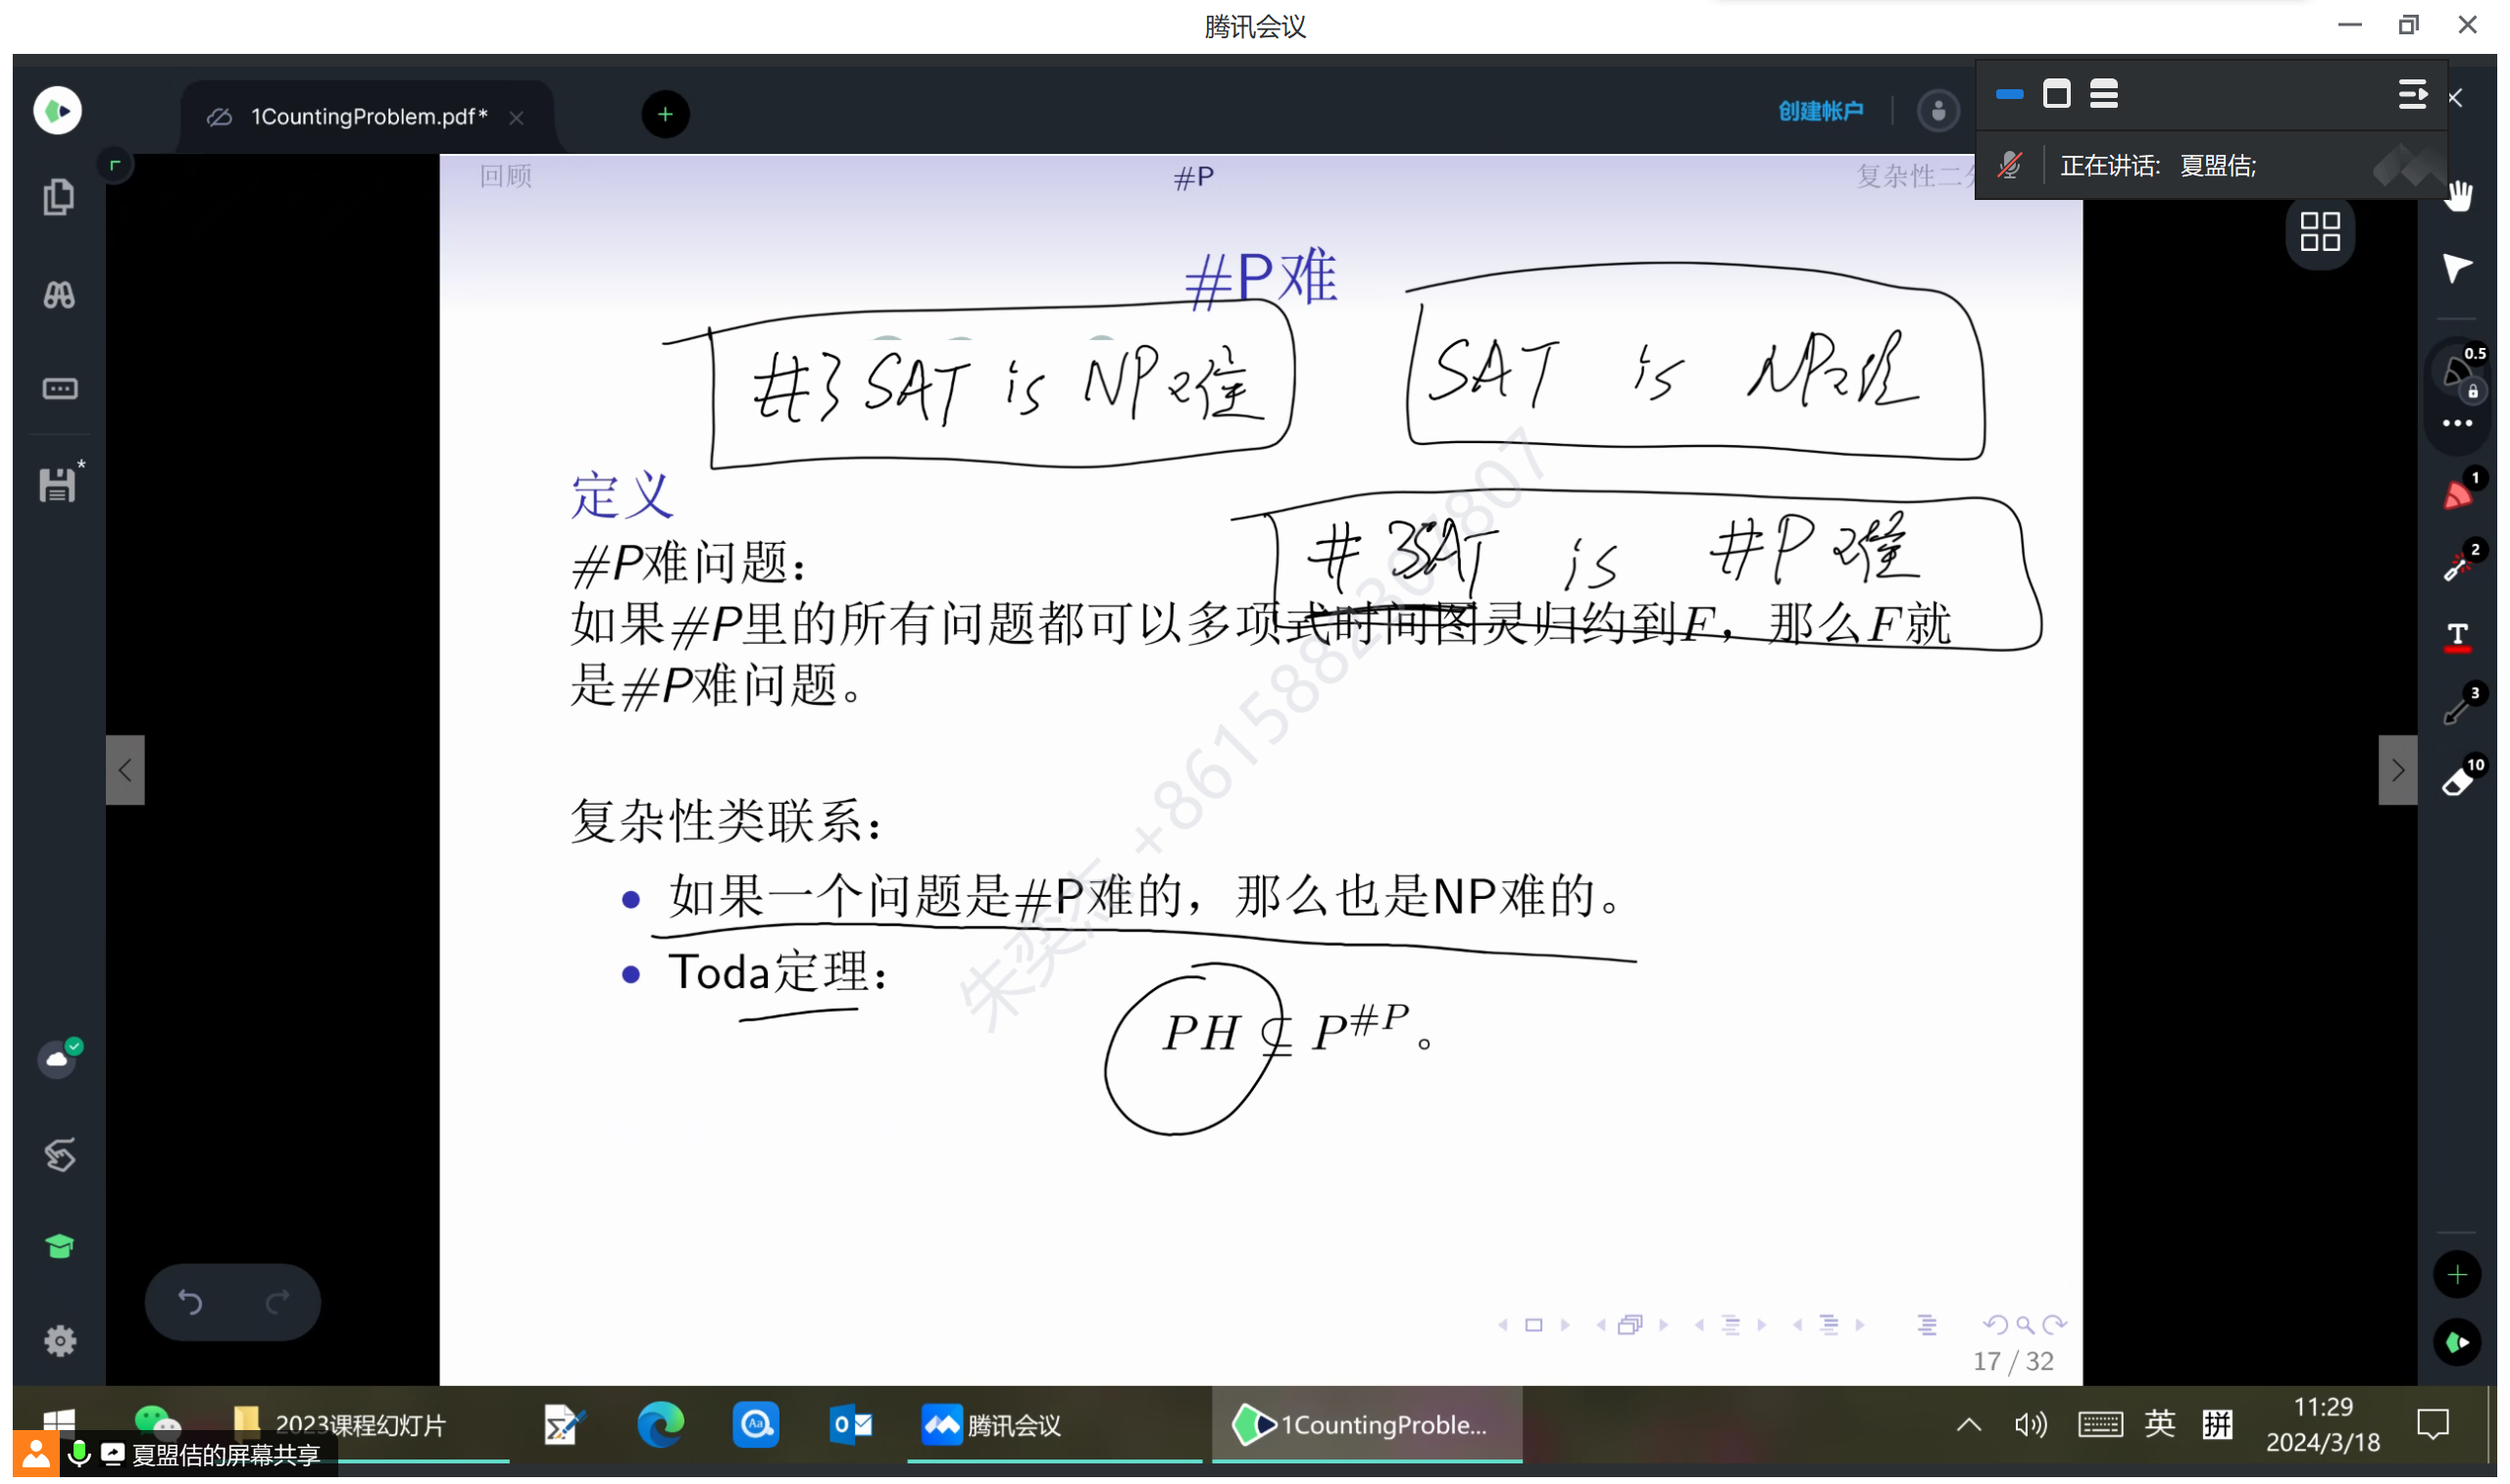 腾讯会议
1CountingProblem.pdf*
创建帐户
正在讲话: 夏盟佶;
回顾
#P
复杂性二
#P难
#3SAT is NP难
SAT is NP难
定义
#3SAT is #P难
#P难问题：
如果#P里的所有问题都可以多项式时间图灵归约到F，那么F就
是#P难问题。
复杂性类联系：
如果一个问题是#P难的，那么也是NP难的。
Toda定理：
PH ⊆ P^#P。
朱奕杰 +8615882307807
0.5
1
2
T
3
10
17 / 32
2023课程幻灯片
腾讯会议
1CountingProble...
英
拼
11:29
2024/3/18
夏盟佶的屏幕共享